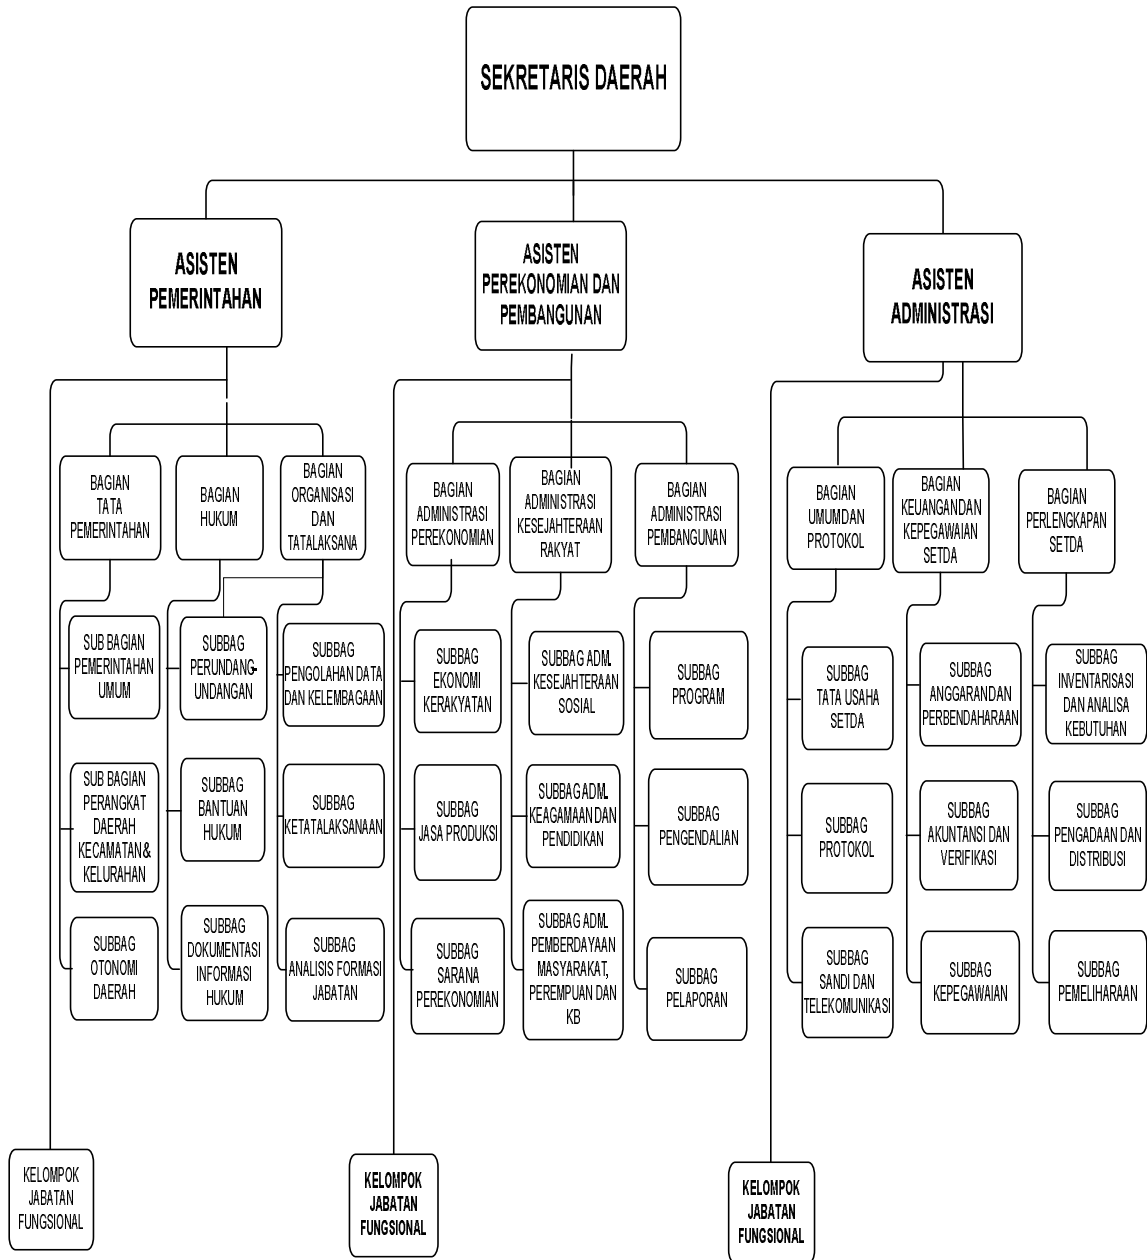 SEKRETARIS DAERAH
ASISTEN
PEMERINTAHAN
ASISTEN
PEREKONOMIAN DAN
PEMBANGUNAN
ASISTEN
ADMINISTRASI
BAGIAN
TATA
PEMERINTAHAN
BAGIAN
HUKUM
BAGIAN
ORGANISASI
DAN
TATALAKSANA
BAGIAN
ADMINISTRASI
PEREKONOMIAN
BAGIAN
ADMINISTRASI
KESEJAHTERAAN
RAKYAT
BAGIAN
ADMINISTRASI
PEMBANGUNAN
BAGIAN
UMUMDAN
PROTOKOL
BAGIAN
KEUANGANDAN
KEPEGAWAIAN
SETDA
BAGIAN
PERLENGKAPAN
SETDA
SUB BAGIAN
PEMERINTAHAN
UMUM
SUBBAG
PERUNDANG-
UNDANGAN
SUBBAG
PENGOLAHAN DATA
DAN KELEMBAGAAN
SUBBAG
EKONOMI
KERAKYATAN
SUBBAG ADM.
KESEJAHTERAAN
SOSIAL
SUBBAG
PROGRAM
SUBBAG
TATA USAHA
SETDA
SUBBAG
ANGGARANDAN
PERBENDAHARAAN
SUBBAG
INVENTARISASI
DAN ANALISA
KEBUTUHAN
SUB BAGIAN
PERANGKAT
DAERAH
KECAMATAN&
KELURAHAN
SUBBAG
BANTUAN
HUKUM
SUBBAG
KETATALAKSANAAN
SUBBAG
JASA PRODUKSI
SUBBAG ADM.
KEAGAMAAN DAN
PENDIDIKAN
SUBBAG
PENGENDALIAN
SUBBAG
PROTOKOL
SUBBAG
AKUNTANSI DAN
VERIFIKASI
SUBBAG
PENGADAAN DAN
DISTRIBUSI
SUBBAG
OTONOMI
DAERAH
SUBBAG
DOKUMENTASI
INFORMASI
HUKUM
SUBBAG
ANALISIS FORMASI
JABATAN
SUBBAG
SARANA
PEREKONOMIAN
SUBBAG ADM.
PEMBERDAYAAN
MASYARAKAT,
PEREMPUAN DAN
KB
SUBBAG
PELAPORAN
SUBBAG
SANDI DAN
TELEKOMUNIKASI
SUBBAG
KEPEGAWAIAN
SUBBAG
PEMELIHARAAN
KELOMPOK
JABATAN
FUNGSIONAL
KELOMPOK
JABATAN
FUNGSIONAL
KELOMPOK
JABATAN
FUNGSIONAL